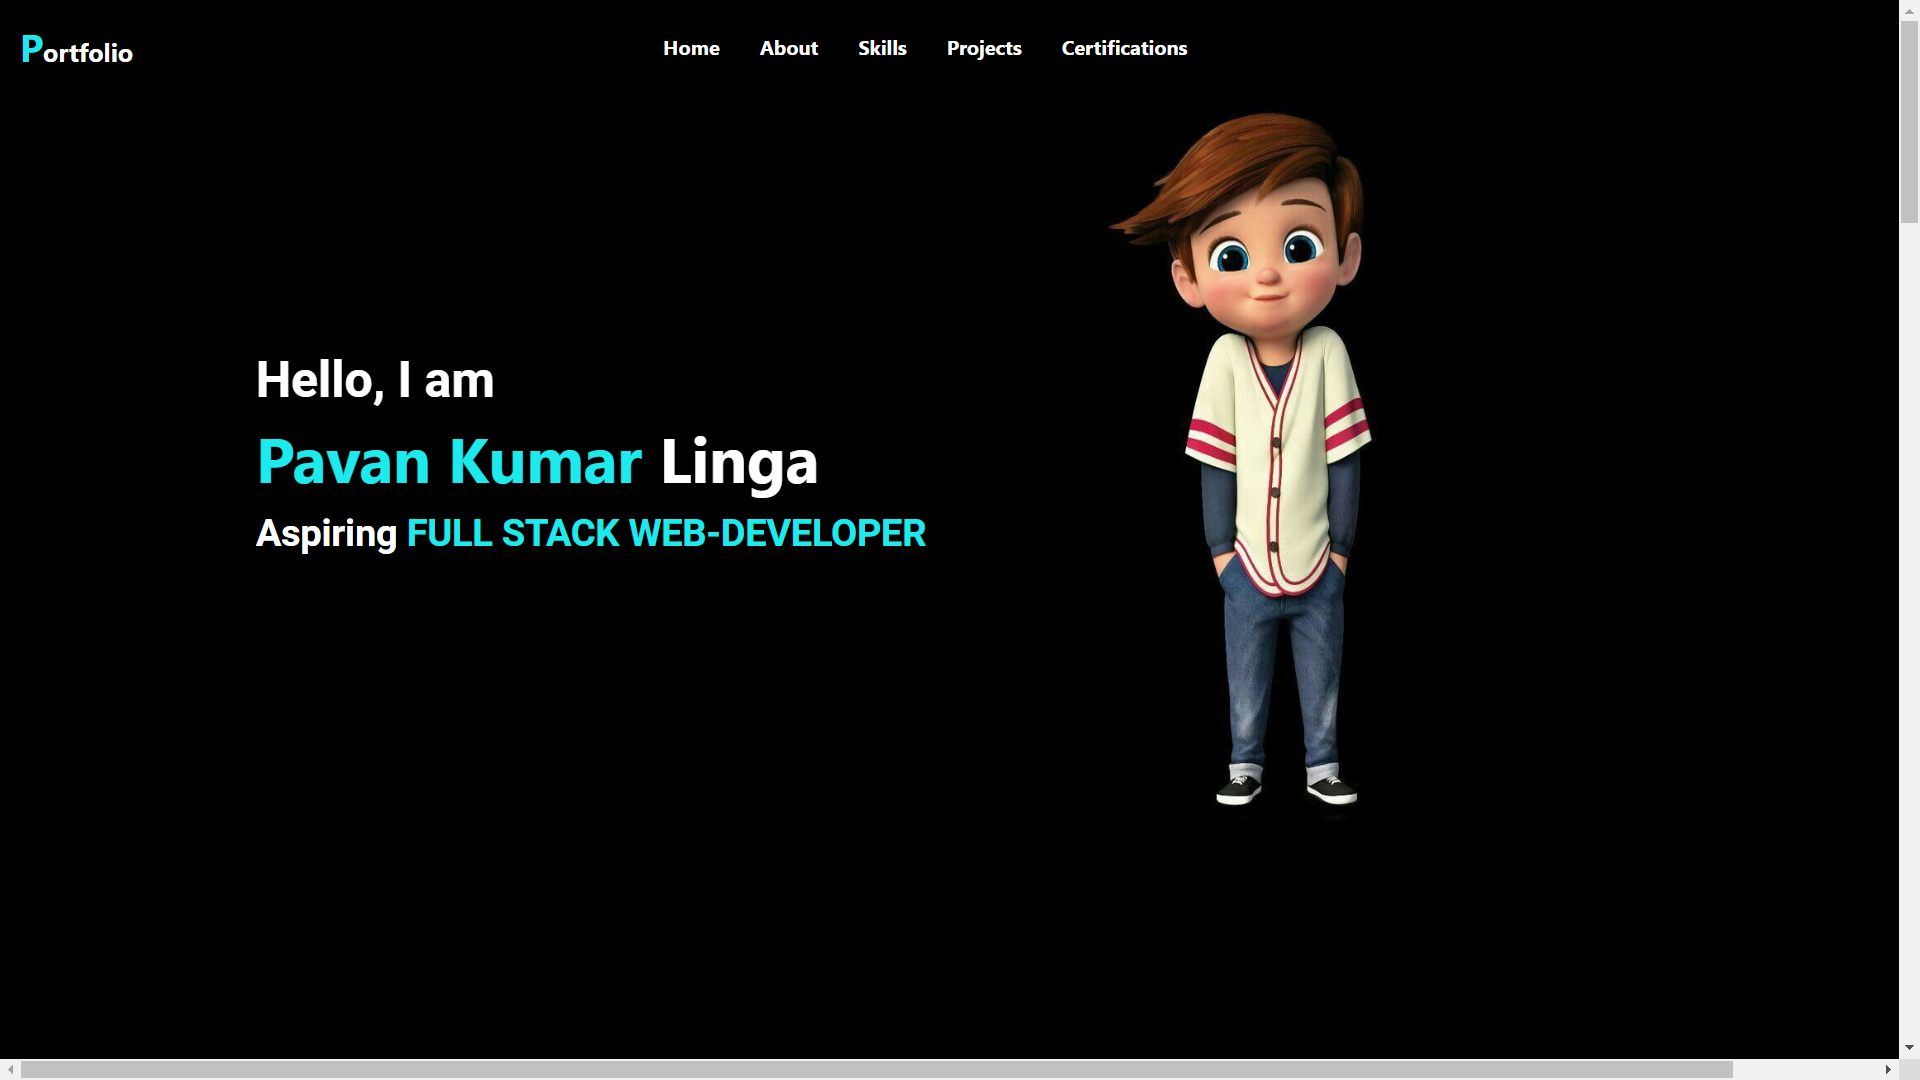 Portfolio
Home About Skills Projects Certifications
Hello, I am
Pavan Kumar Linga
Aspiring FULL STACK WEB-DEVELOPER